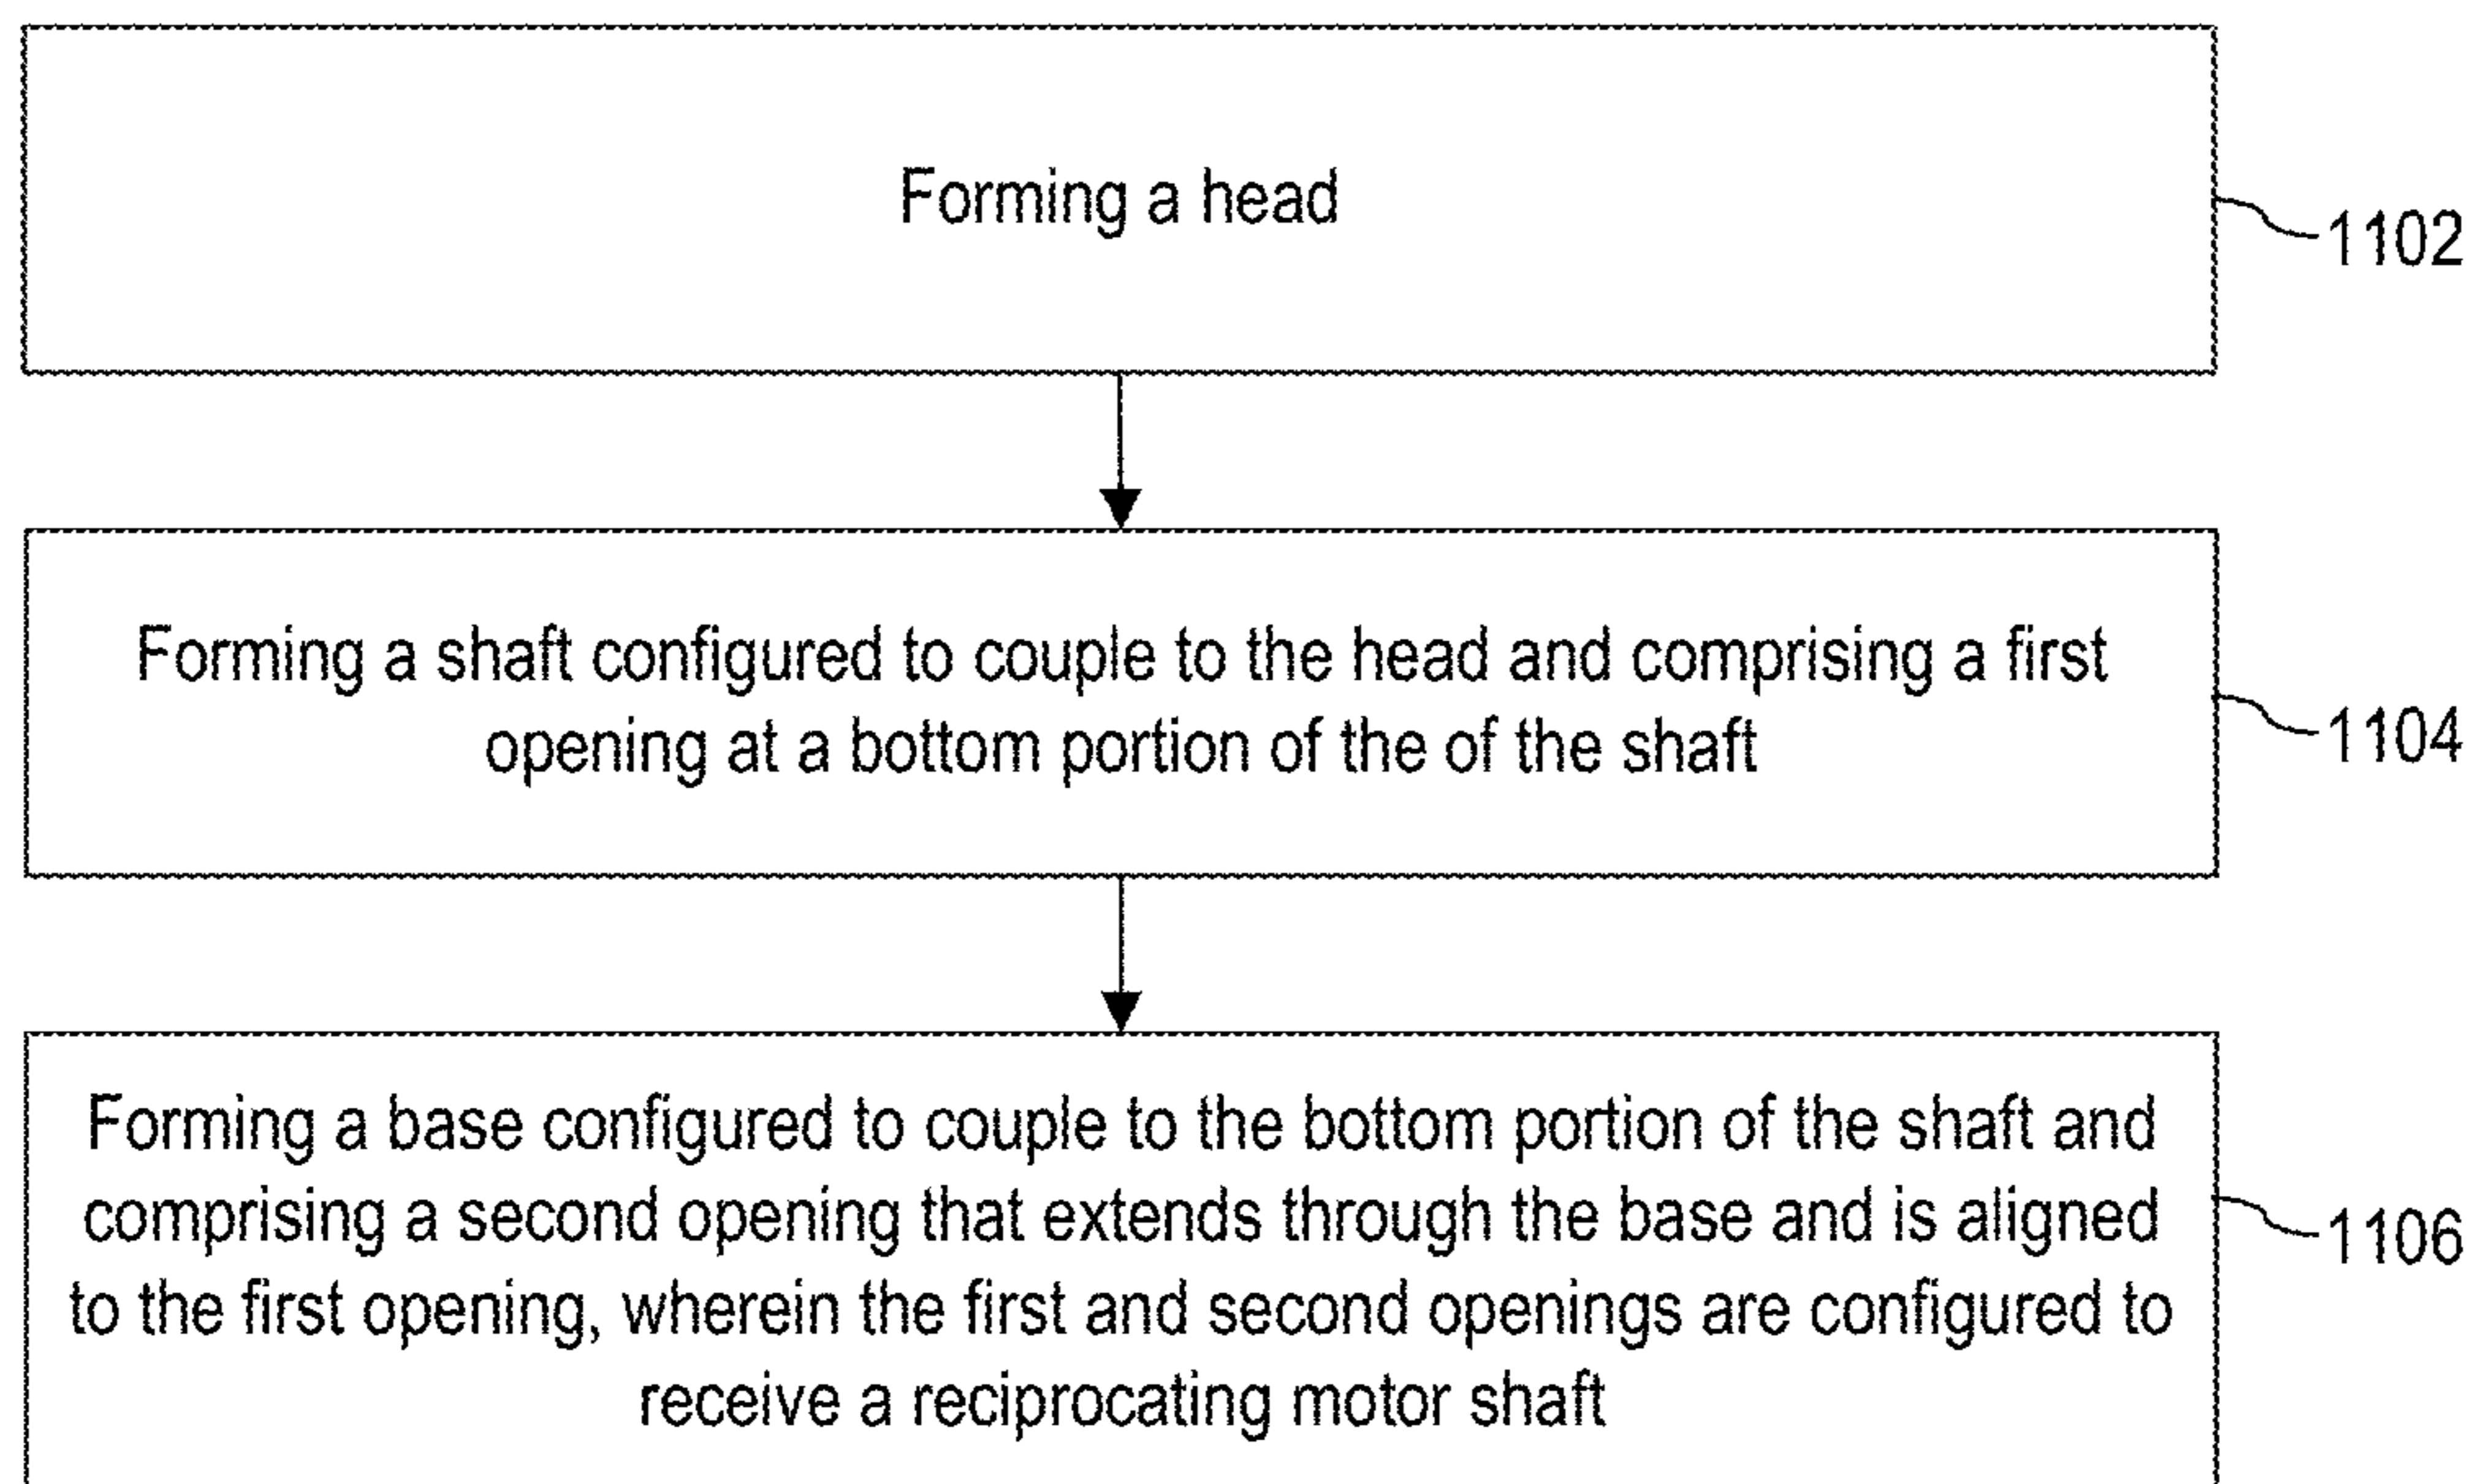 Forming a head
1102
Forming a shaft configured to couple to the head and comprising a first
opening at a bottom portion of the of the shaft
1104
Forming a base configured to couple to the bottom portion of the shaft and
comprising a second opening that extends through the base and is aligned
to the first opening, wherein the first and second openings are configured to
receive a reciprocating motor shaft
1106